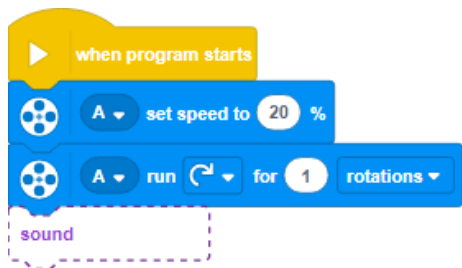 when program starts
A set speed to 20 %
A run for 1 rotations
sound